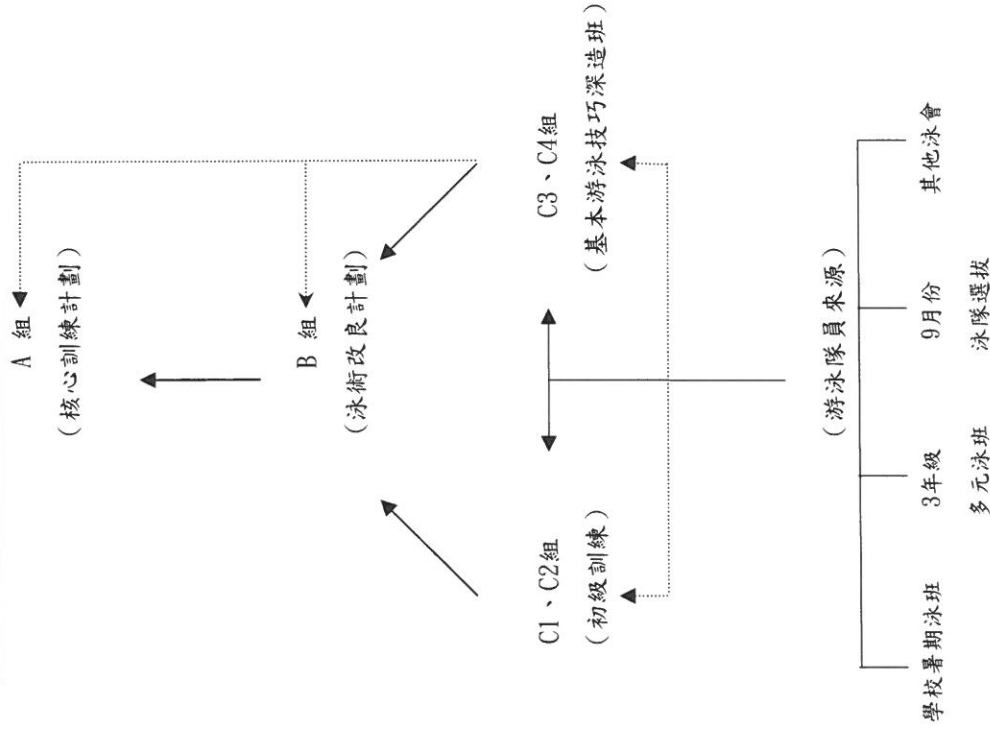 A 組
(核心訓練計劃)
B 組
(泳術改良計劃)
C1、C2組
(初級訓練)
C3、C4組
(基本游泳技巧深造班)
(游泳隊員來源)
學校暑期泳班
3年級
多元泳班
9月份
泳隊選拔
其他泳會